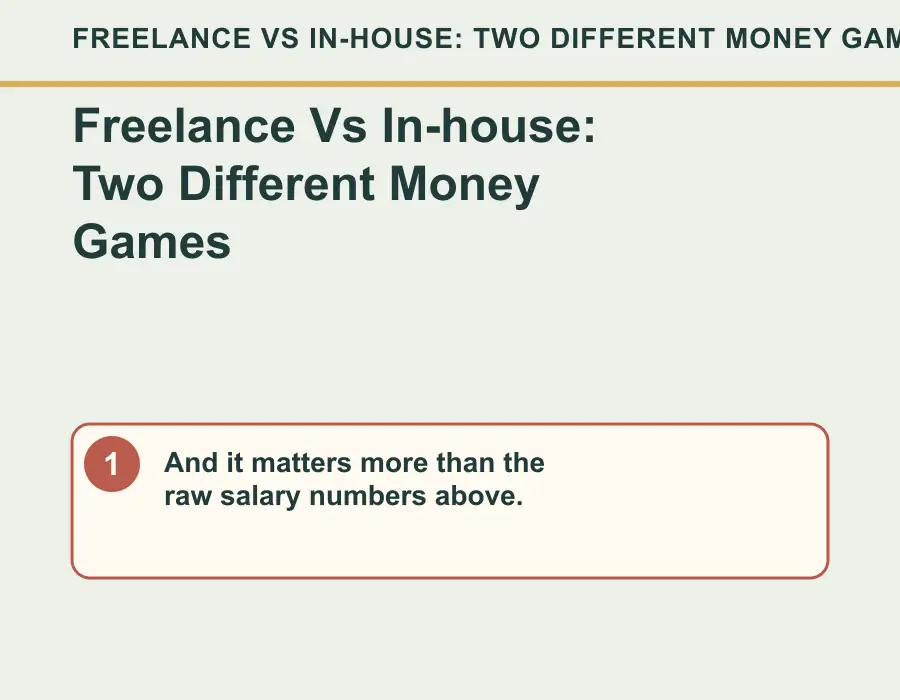 FREELANCE VS IN-HOUSE: TWO DIFFERENT MONEY GAM
Freelance Vs In-house:
Two Different Money
Games
1
And it matters more than the
raw salary numbers above.